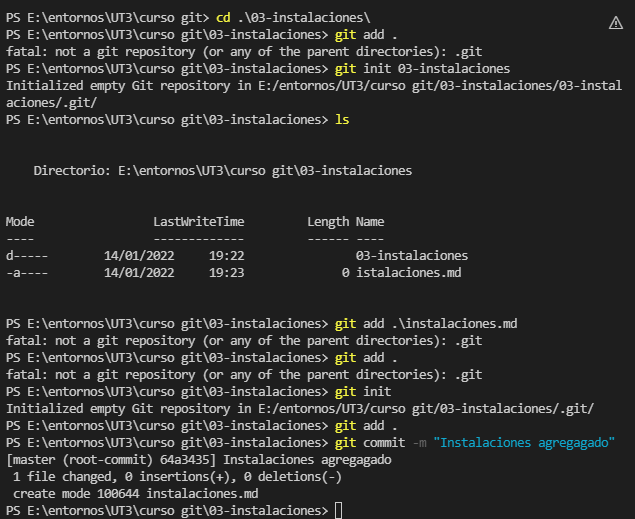 PS E:\entornos\UT3\curso git> cd .\03-instalaciones\
PS E:\entornos\UT3\curso git\03-instalaciones> git add .
fatal: not a git repository (or any of the parent directories): .git
PS E:\entornos\UT3\curso git\03-instalaciones> git init 03-instalaciones
Initialized empty Git repository in E:/entornos/UT3/curso git/03-instalaciones/03-instal
aciones/.git/
PS E:\entornos\UT3\curso git\03-instalaciones> ls
Directorio: E:\entornos\UT3\curso git\03-instalaciones
Mode LastWriteTime Length Name
---- ------------- ------ ----
d----- 14/01/2022 19:22 03-instalaciones
-a---- 14/01/2022 19:23 0 istalaciones.md
PS E:\entornos\UT3\curso git\03-instalaciones> git add .\instalaciones.md
fatal: not a git repository (or any of the parent directories): .git
PS E:\entornos\UT3\curso git\03-instalaciones> git add .
fatal: not a git repository (or any of the parent directories): .git
PS E:\entornos\UT3\curso git\03-instalaciones> git init
Initialized empty Git repository in E:/entornos/UT3/curso git/03-instalaciones/.git/
PS E:\entornos\UT3\curso git\03-instalaciones> git add .
PS E:\entornos\UT3\curso git\03-instalaciones> git commit -m "Instalaciones agregagado"
[master (root-commit) 64a3435] Instalaciones agregagado
1 file changed, 0 insertions(+), 0 deletions(-)
create mode 100644 instalaciones.md
PS E:\entornos\UT3\curso git\03-instalaciones>